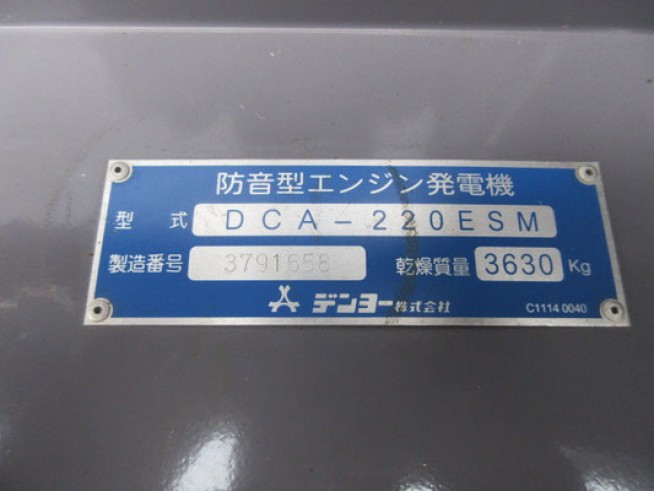 防音型エンジン発電機
型式 DCA-220ESM
製造番号 3791658 乾燥質量 3630 Kg
デンヨー株式会社 C1114 0040